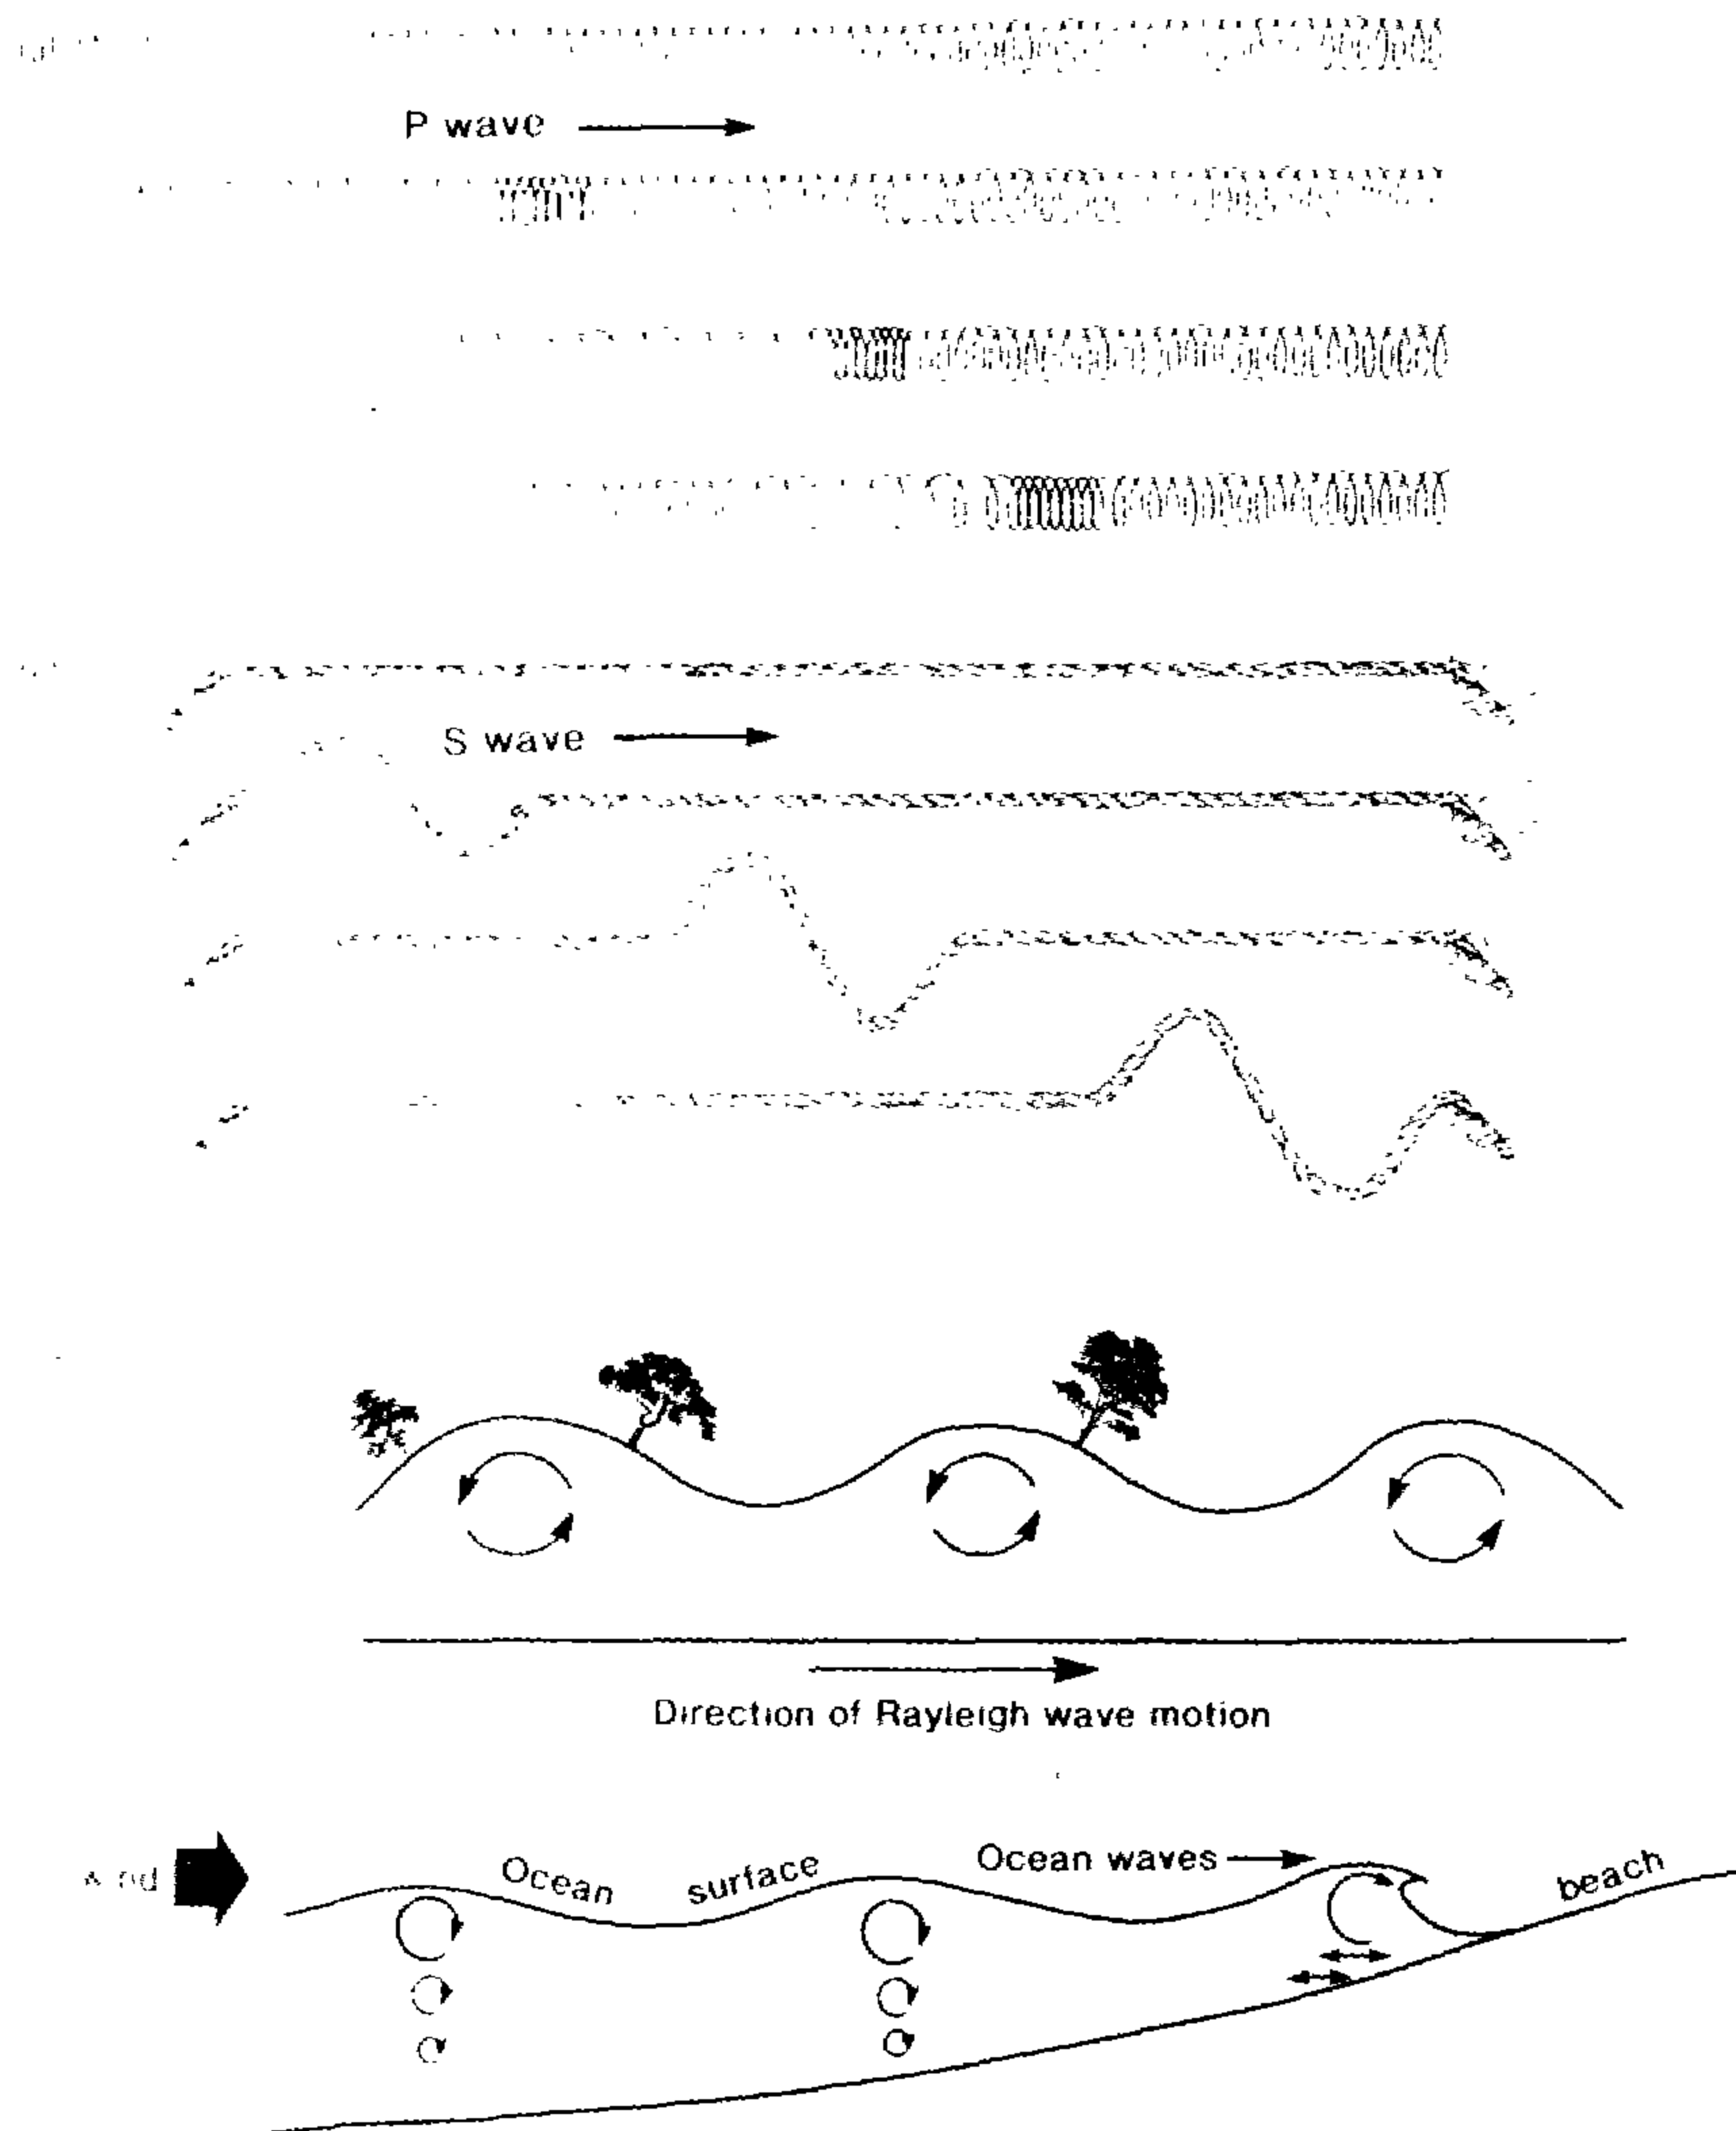 P wave
S wave
Direction of Rayleigh wave motion
Ocean surface
Ocean waves
beach